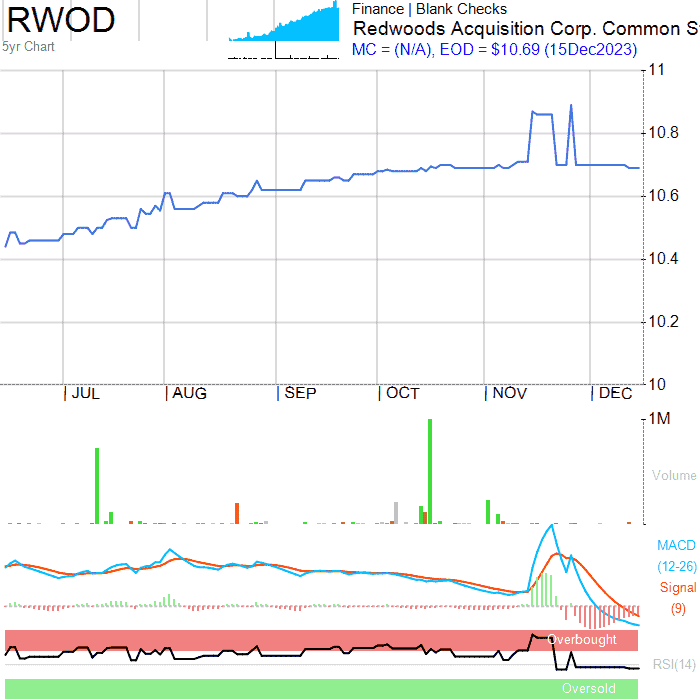 RWOD
5yr Chart
Finance | Blank Checks
Redwoods Acquisition Corp. Common S
MC = (N/A), EOD = $10.69 (15Dec2023)
11
10.8
10.6
10.4
10.2
10
JUL
AUG
SEP
OCT
NOV
DEC
1M
Volume
MACD
(12-26)
Signal
(9)
Overbought
RSI(14)
Oversold